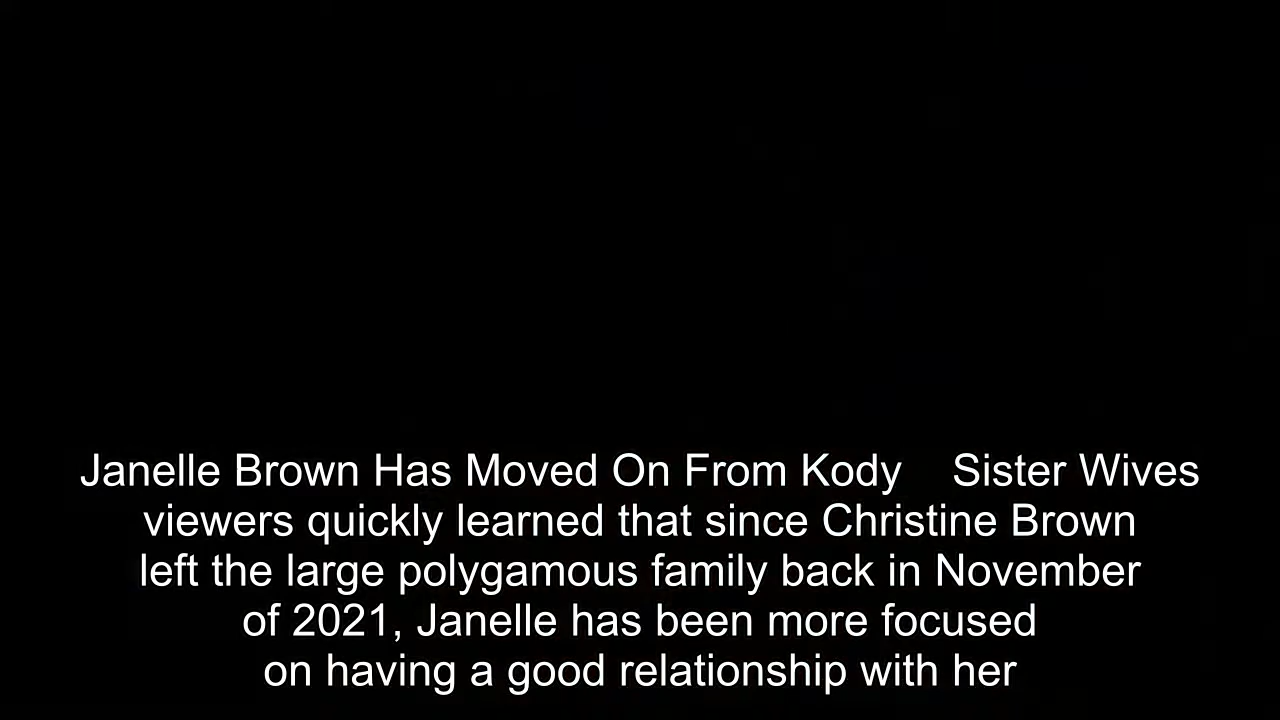 Janelle Brown Has Moved On From Kody    Sister Wives
viewers quickly learned that since Christine Brown
left the large polygamous family back in November
of 2021, Janelle has been more focused
on having a good relationship with her